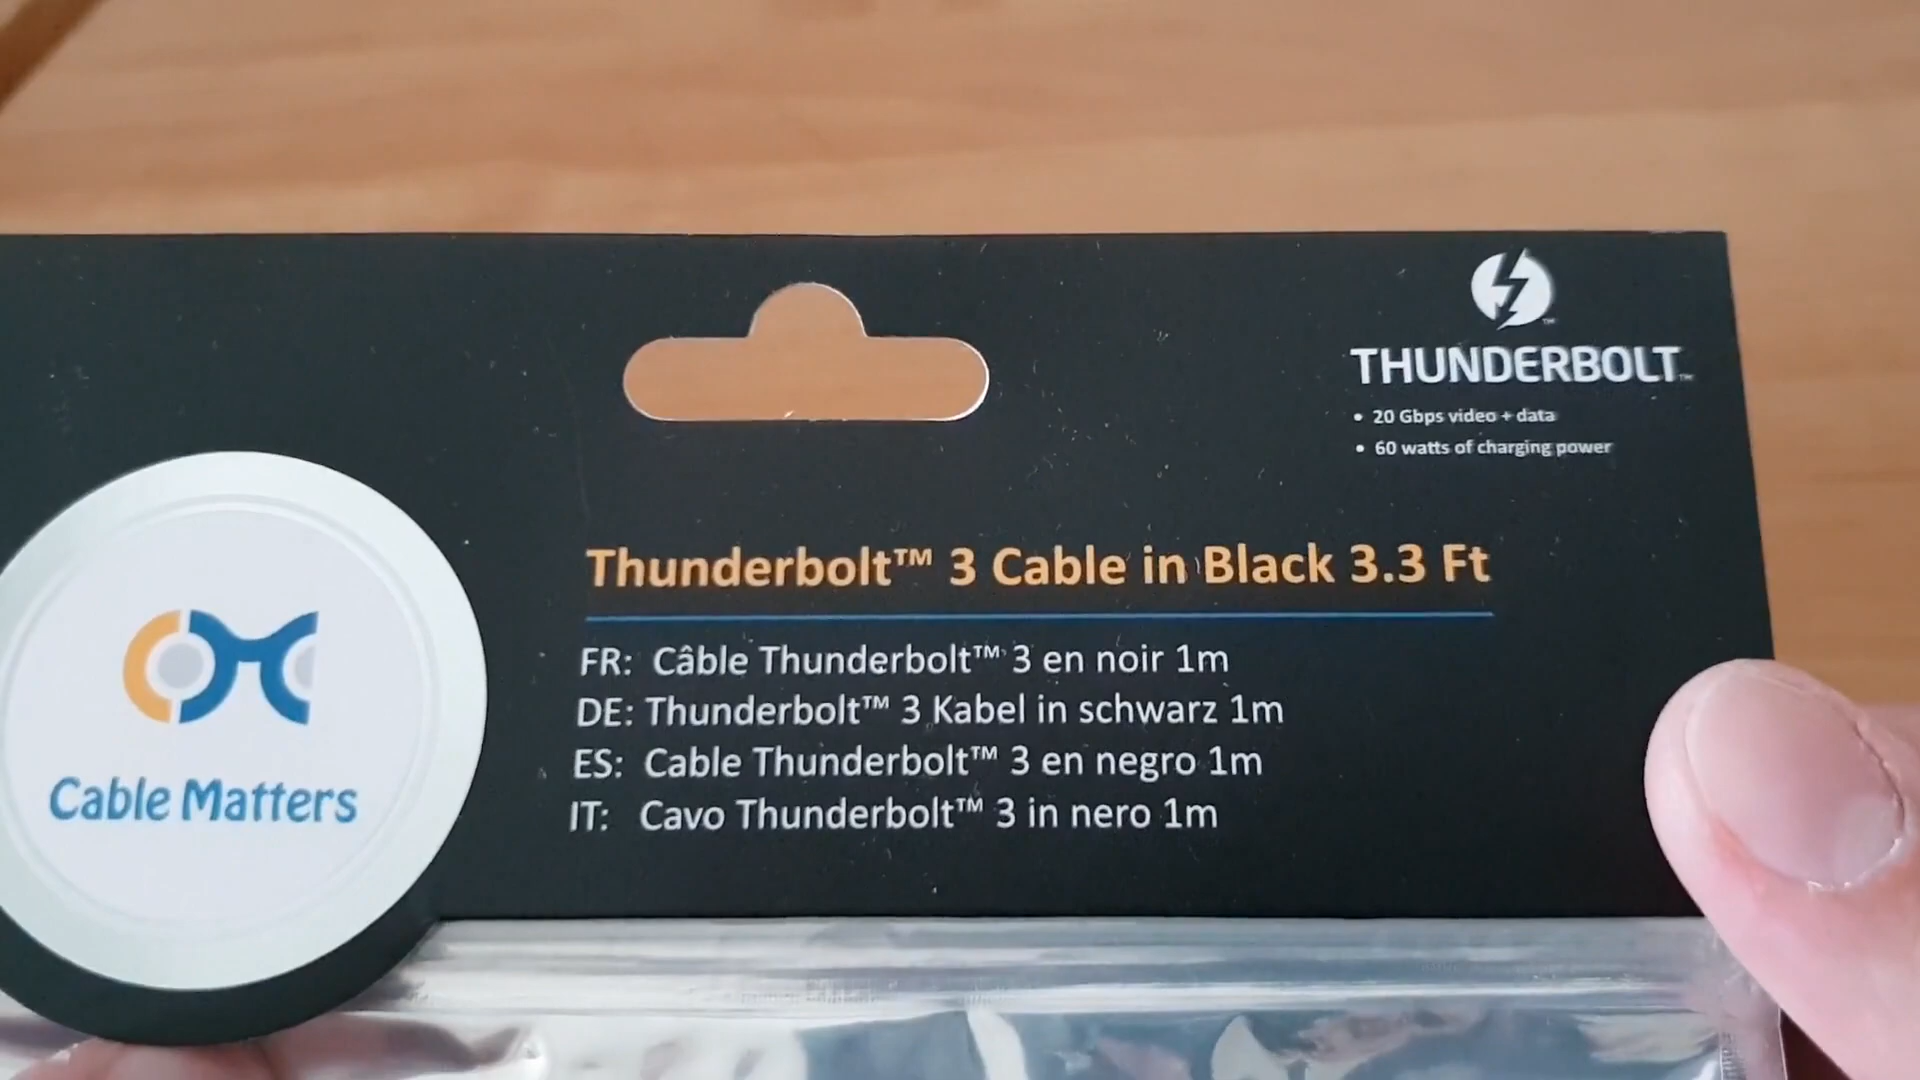 THUNDERBOLT™
• 20 Gbps video + data
• 60 watts of charging power
Thunderbolt™ 3 Cable in Black 3.3 Ft
FR: Câble Thunderbolt™ 3 en noir 1m
DE: Thunderbolt™ 3 Kabel in schwarz 1m
ES: Cable Thunderbolt™ 3 en negro 1m
IT: Cavo Thunderbolt™ 3 in nero 1m
Cable Matters